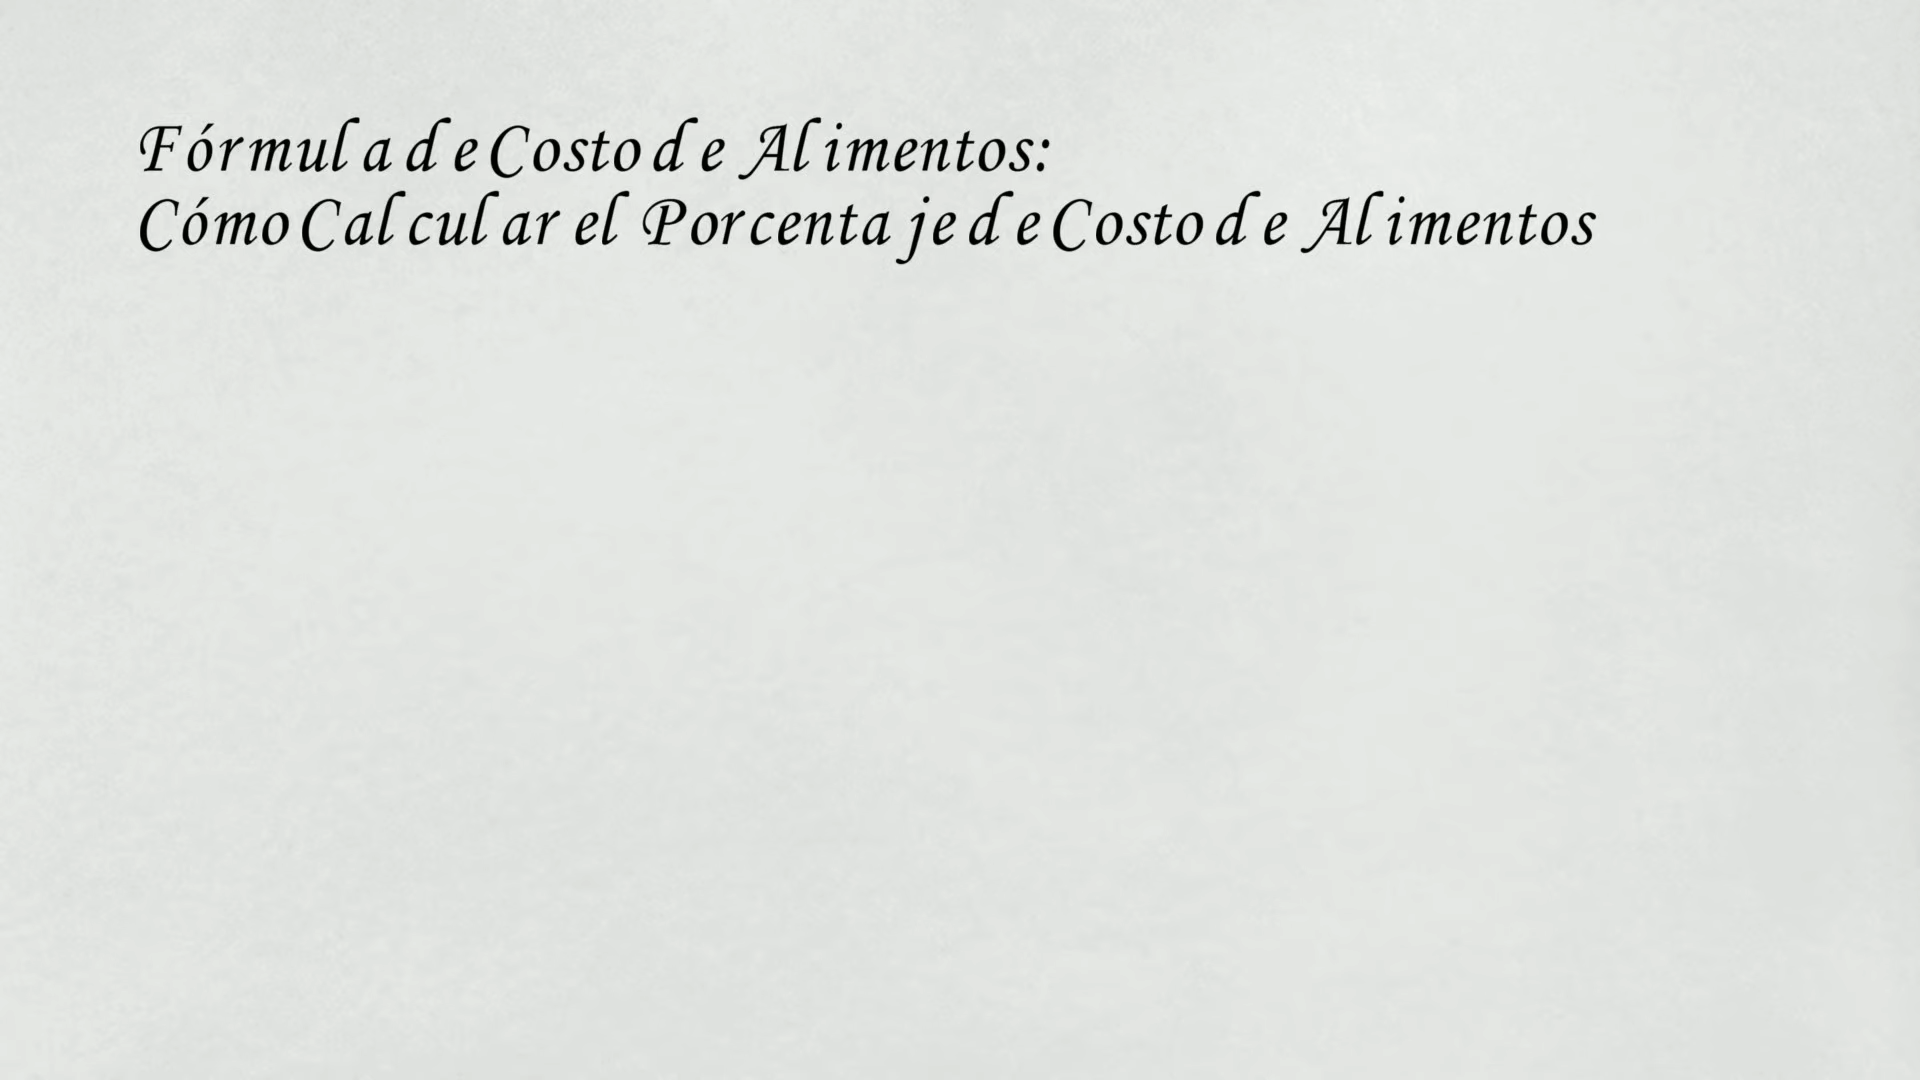 Fórmula de Costo de Alimentos:
Cómo Calcular el Porcentaje de Costo de Alimentos